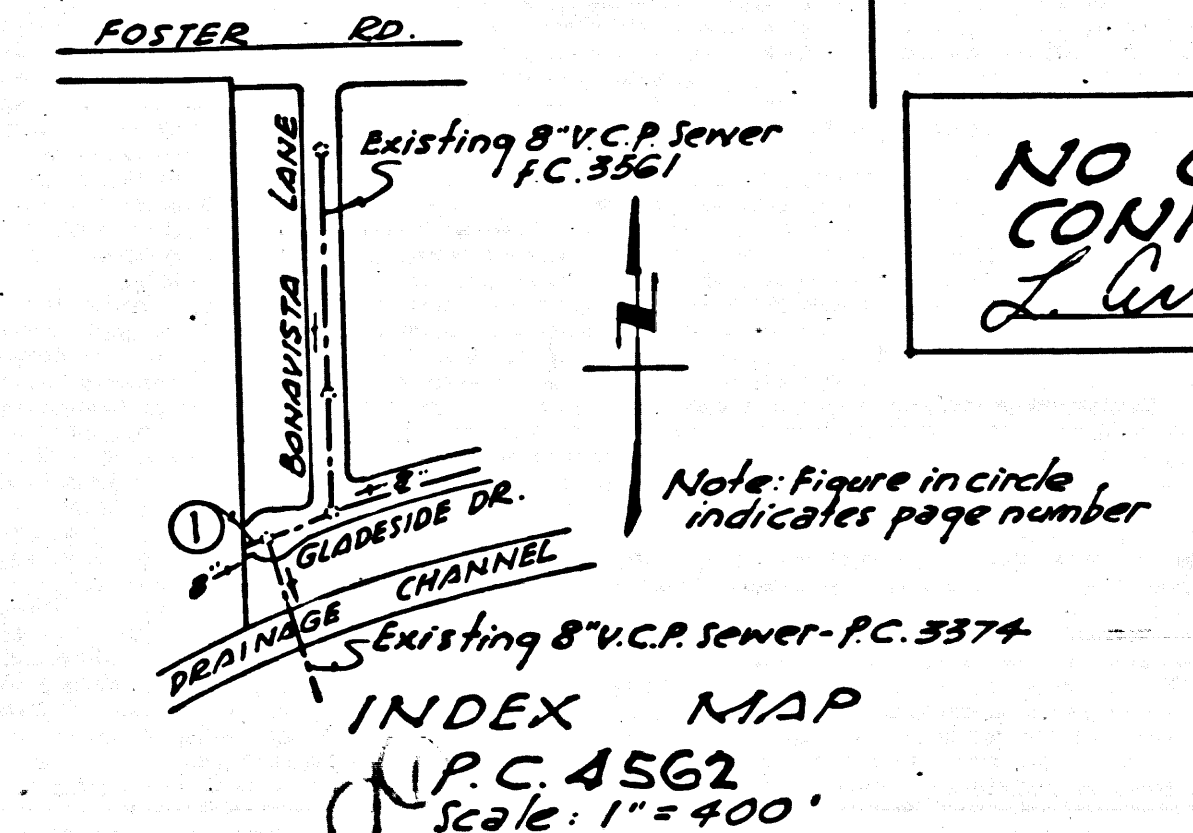 FOSTER RD.
Existing 8" V.C.P. Sewer
P.C. 3561
BONAVISTA LANE
N
NO
L.
Note: Figure in circle
indicates page number
1
8"
GLADESIDE DR.
8"
DRAINAGE CHANNEL
Existing 8" V.C.P. Sewer - P.C. 3374
INDEX MAP
P.C. 4562
Scale: 1" = 400'